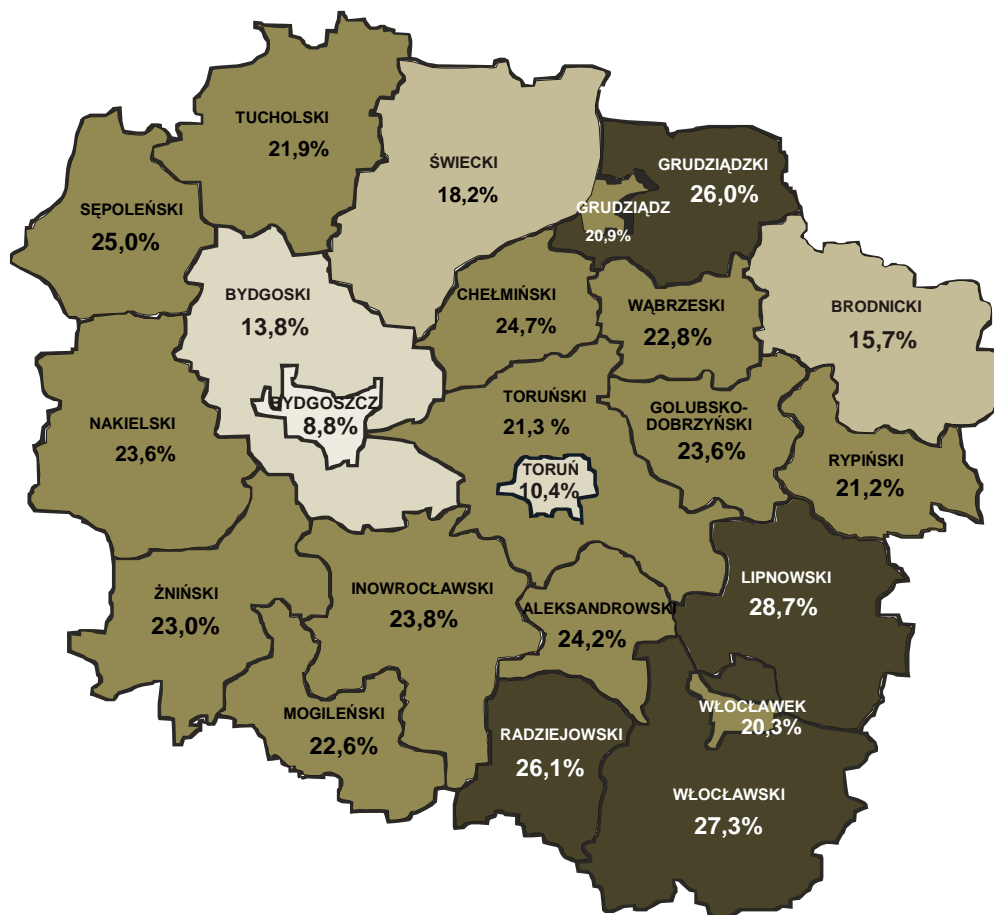 TUCHOLSKI
21,9%
ŚWIECKI
18,2%
GRUDZIĄDZKI
26,0%
GRUDZIĄDZ
20,9%
SĘPOLEŃSKI
25,0%
BYDGOSKI
13,8%
CHEŁMIŃSKI
24,7%
WĄBRZESKI
22,8%
BRODNICKI
15,7%
NAKIELSKI
23,6%
BYDGOSZCZ
8,8%
TORUŃSKI
21,3 %
GOLUBSKO-
DOBRZYŃSKI
23,6%
RYPIŃSKI
21,2%
TORUŃ
10,4%
ŻNIŃSKI
23,0%
INOWROCŁAWSKI
23,8%
ALEKSANDROWSKI
24,2%
LIPNOWSKI
28,7%
MOGILEŃSKI
22,6%
RADZIEJOWSKI
26,1%
WŁOCŁAWEK
20,3%
WŁOCŁAWSKI
27,3%